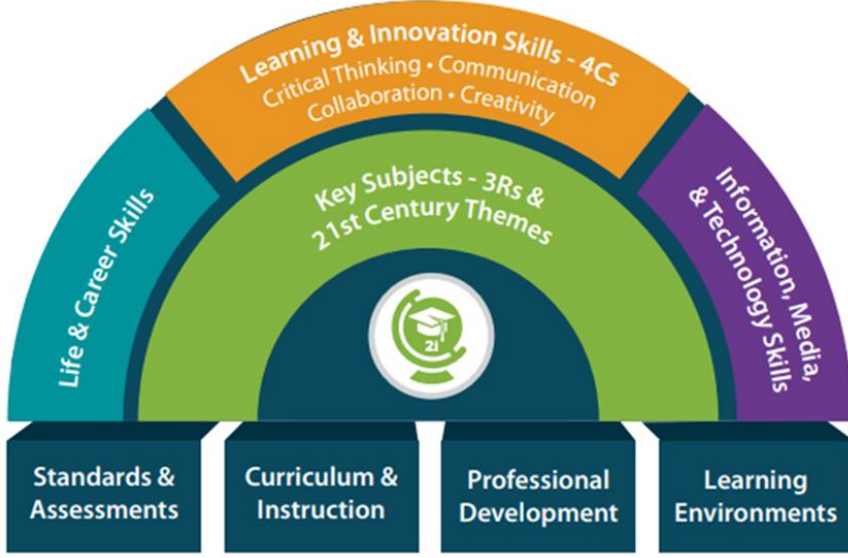 Learning & Innovation Skills - 4Cs
Critical Thinking • Communication
Collaboration • Creativity
Life & Career Skills
Key Subjects - 3Rs &
21st Century Themes
Information, Media,
& Technology Skills
2i
Standards &
Assessments
Curriculum &
Instruction
Professional
Development
Learning
Environments